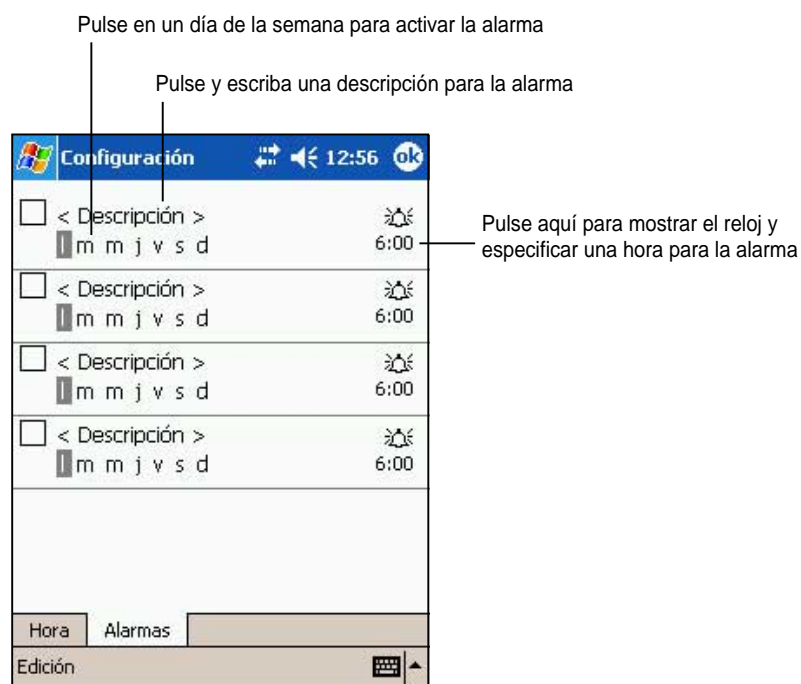 Pulse en un día de la semana para activar la alarma
Pulse y escriba una descripción para la alarma
Configuración 12:56 ok
< Descripción >
l m m j v s d 6:00
Pulse aquí para mostrar el reloj y
especificar una hora para la alarma
< Descripción >
l m m j v s d 6:00
< Descripción >
l m m j v s d 6:00
< Descripción >
l m m j v s d 6:00
Hora Alarmas
Edición